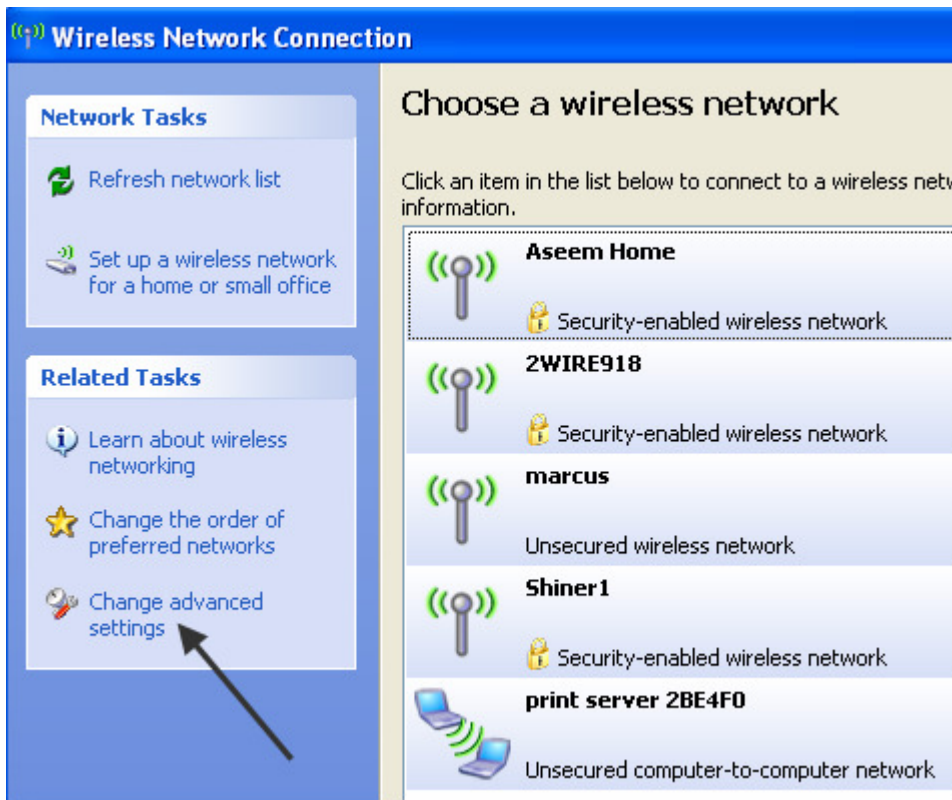 Wireless Network Connection
Network Tasks
Refresh network list
Set up a wireless network
for a home or small office
Related Tasks
Learn about wireless
networking
Change the order of
preferred networks
Change advanced
settings
Choose a wireless network
Click an item in the list below to connect to a wireless
information.
Aseem Home
Security-enabled wireless network
2WIRE918
Security-enabled wireless network
marcus
Unsecured wireless network
Shiner1
Security-enabled wireless network
print server 2BE4F0
Unsecured computer-to-computer network